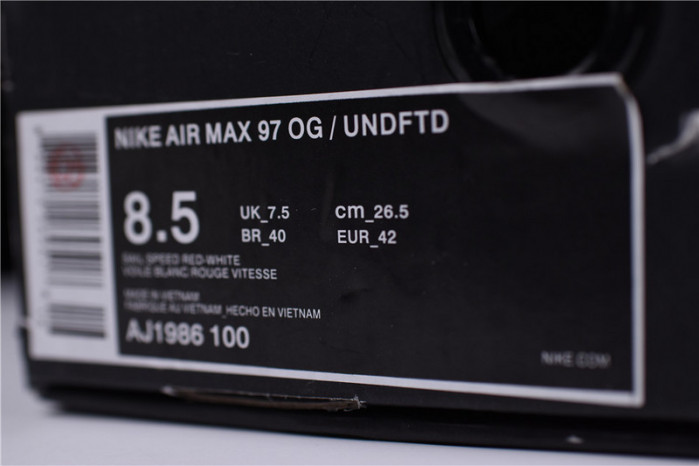 NIKE AIR MAX 97 OG / UNDFTD
8.5
UK_7.5 cm_26.5
BR_40 EUR_42
SAIL/SPEED RED-WHITE
VOILE/BLANC/ROUGE VITESSE
MADE IN VIETNAM
FABRIQUE AU VIETNAM_HECHO EN VIETNAM
AJ1986 100
NIKE.COM